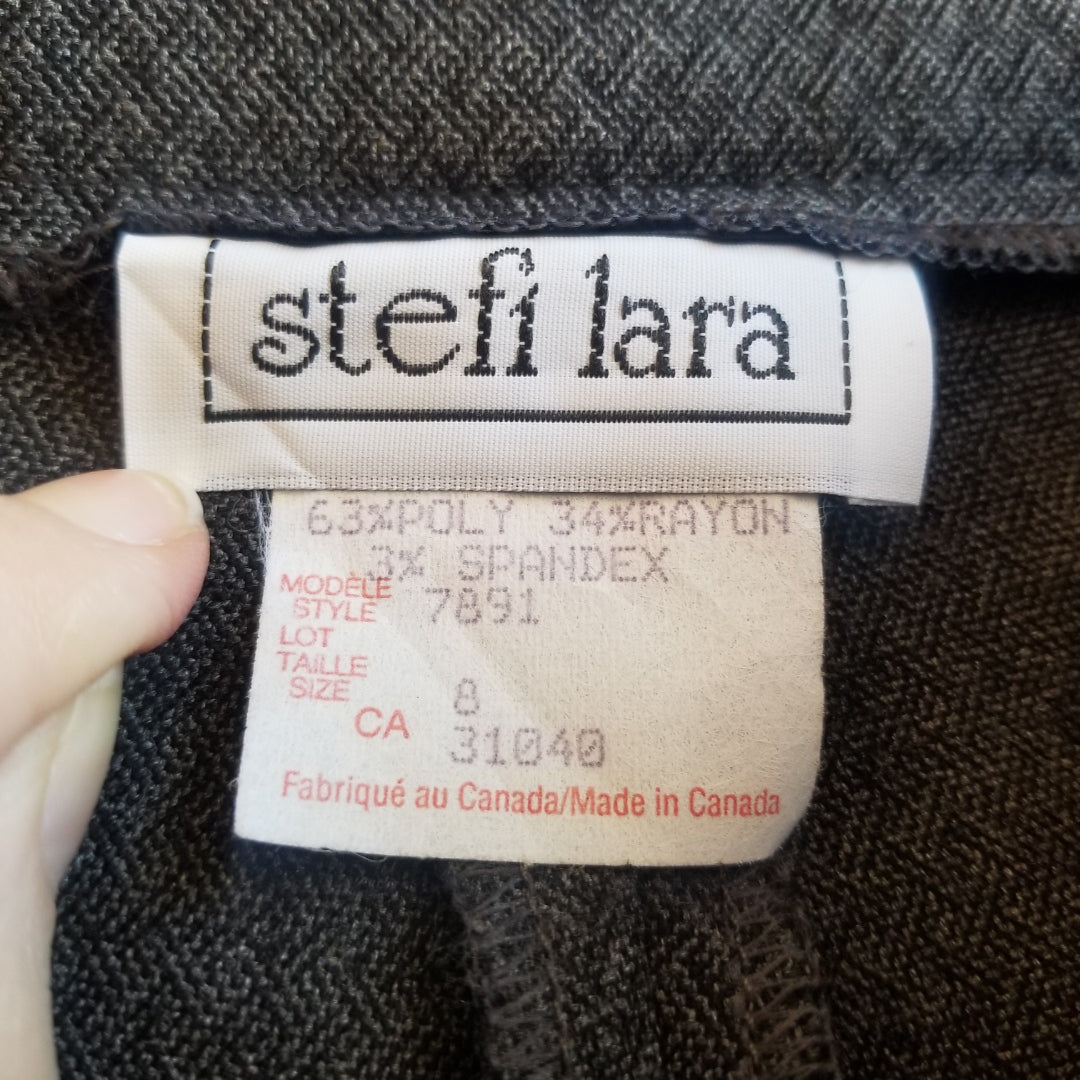 stefi lara
63%POLY 34%RAYON
3% SPANDEX
MODÈLE
STYLE 7891
LOT
TAILLE
SIZE 8
CA 31040
Fabriqué au Canada/Made in Canada